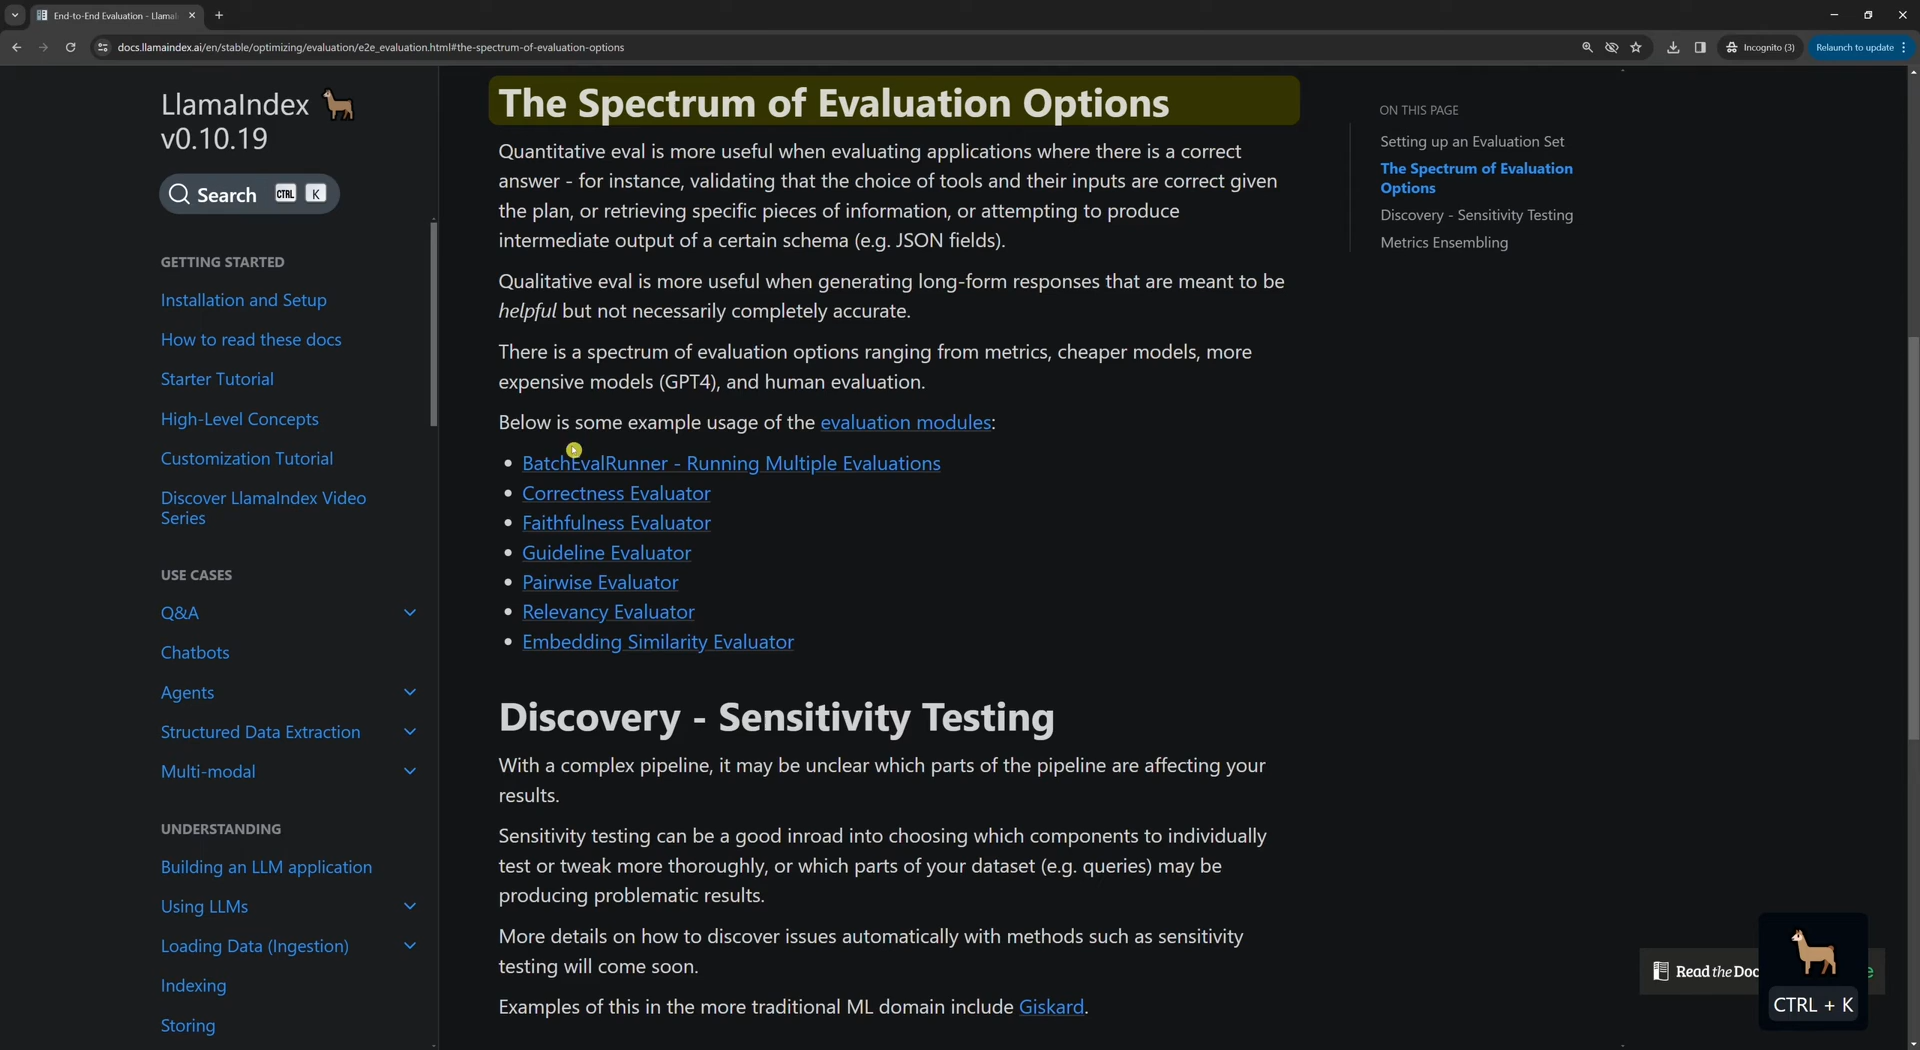 End-to-End Evaluation - Llama
docs.llamaindex.ai/en/stable/optimizing/evaluation/e2e_evaluation.html#the-spectrum-of-evaluation-options
Incognito (3)
Relaunch to update
LlamaIndex
v0.10.19
Search CTRL K
GETTING STARTED
Installation and Setup
How to read these docs
Starter Tutorial
High-Level Concepts
Customization Tutorial
Discover LlamaIndex Video
Series
USE CASES
Q&A
Chatbots
Agents
Structured Data Extraction
Multi-modal
UNDERSTANDING
Building an LLM application
Using LLMs
Loading Data (Ingestion)
Indexing
Storing
The Spectrum of Evaluation Options
Quantitative eval is more useful when evaluating applications where there is a correct
answer - for instance, validating that the choice of tools and their inputs are correct given
the plan, or retrieving specific pieces of information, or attempting to produce
intermediate output of a certain schema (e.g. JSON fields).
Qualitative eval is more useful when generating long-form responses that are meant to be
helpful but not necessarily completely accurate.
There is a spectrum of evaluation options ranging from metrics, cheaper models, more
expensive models (GPT4), and human evaluation.
Below is some example usage of the evaluation modules:
BatchEvalRunner - Running Multiple Evaluations
Correctness Evaluator
Faithfulness Evaluator
Guideline Evaluator
Pairwise Evaluator
Relevancy Evaluator
Embedding Similarity Evaluator
Discovery - Sensitivity Testing
With a complex pipeline, it may be unclear which parts of the pipeline are affecting your
results.
Sensitivity testing can be a good inroad into choosing which components to individually
test or tweak more thoroughly, or which parts of your dataset (e.g. queries) may be
producing problematic results.
More details on how to discover issues automatically with methods such as sensitivity
testing will come soon.
Examples of this in the more traditional ML domain include Giskard.
ON THIS PAGE
Setting up an Evaluation Set
The Spectrum of Evaluation
Options
Discovery - Sensitivity Testing
Metrics Ensembling
Read the Doc
CTRL + K